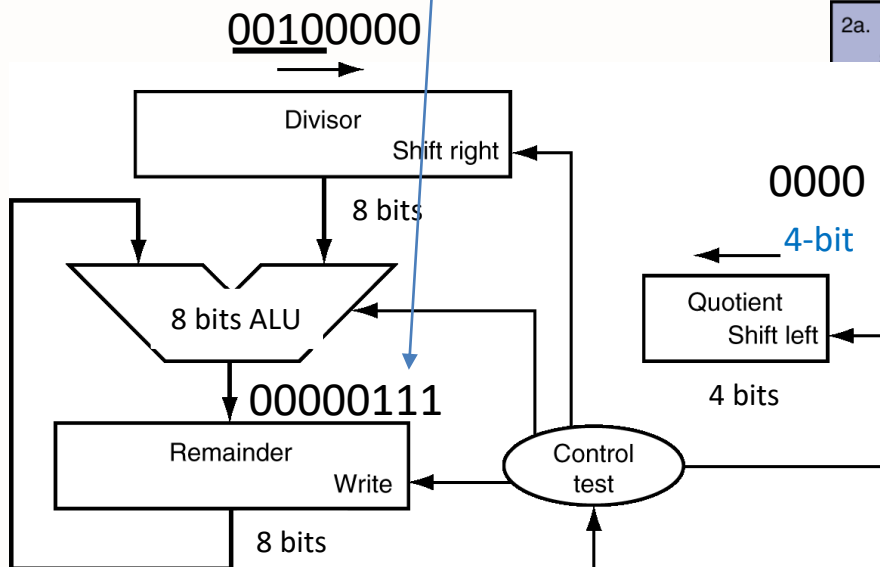 00100000
2a.
Divisor
Shift right
8 bits
0000
4-bit
8 bits ALU
Quotient
Shift left
4 bits
00000111
Remainder
Write
Control
test
8 bits